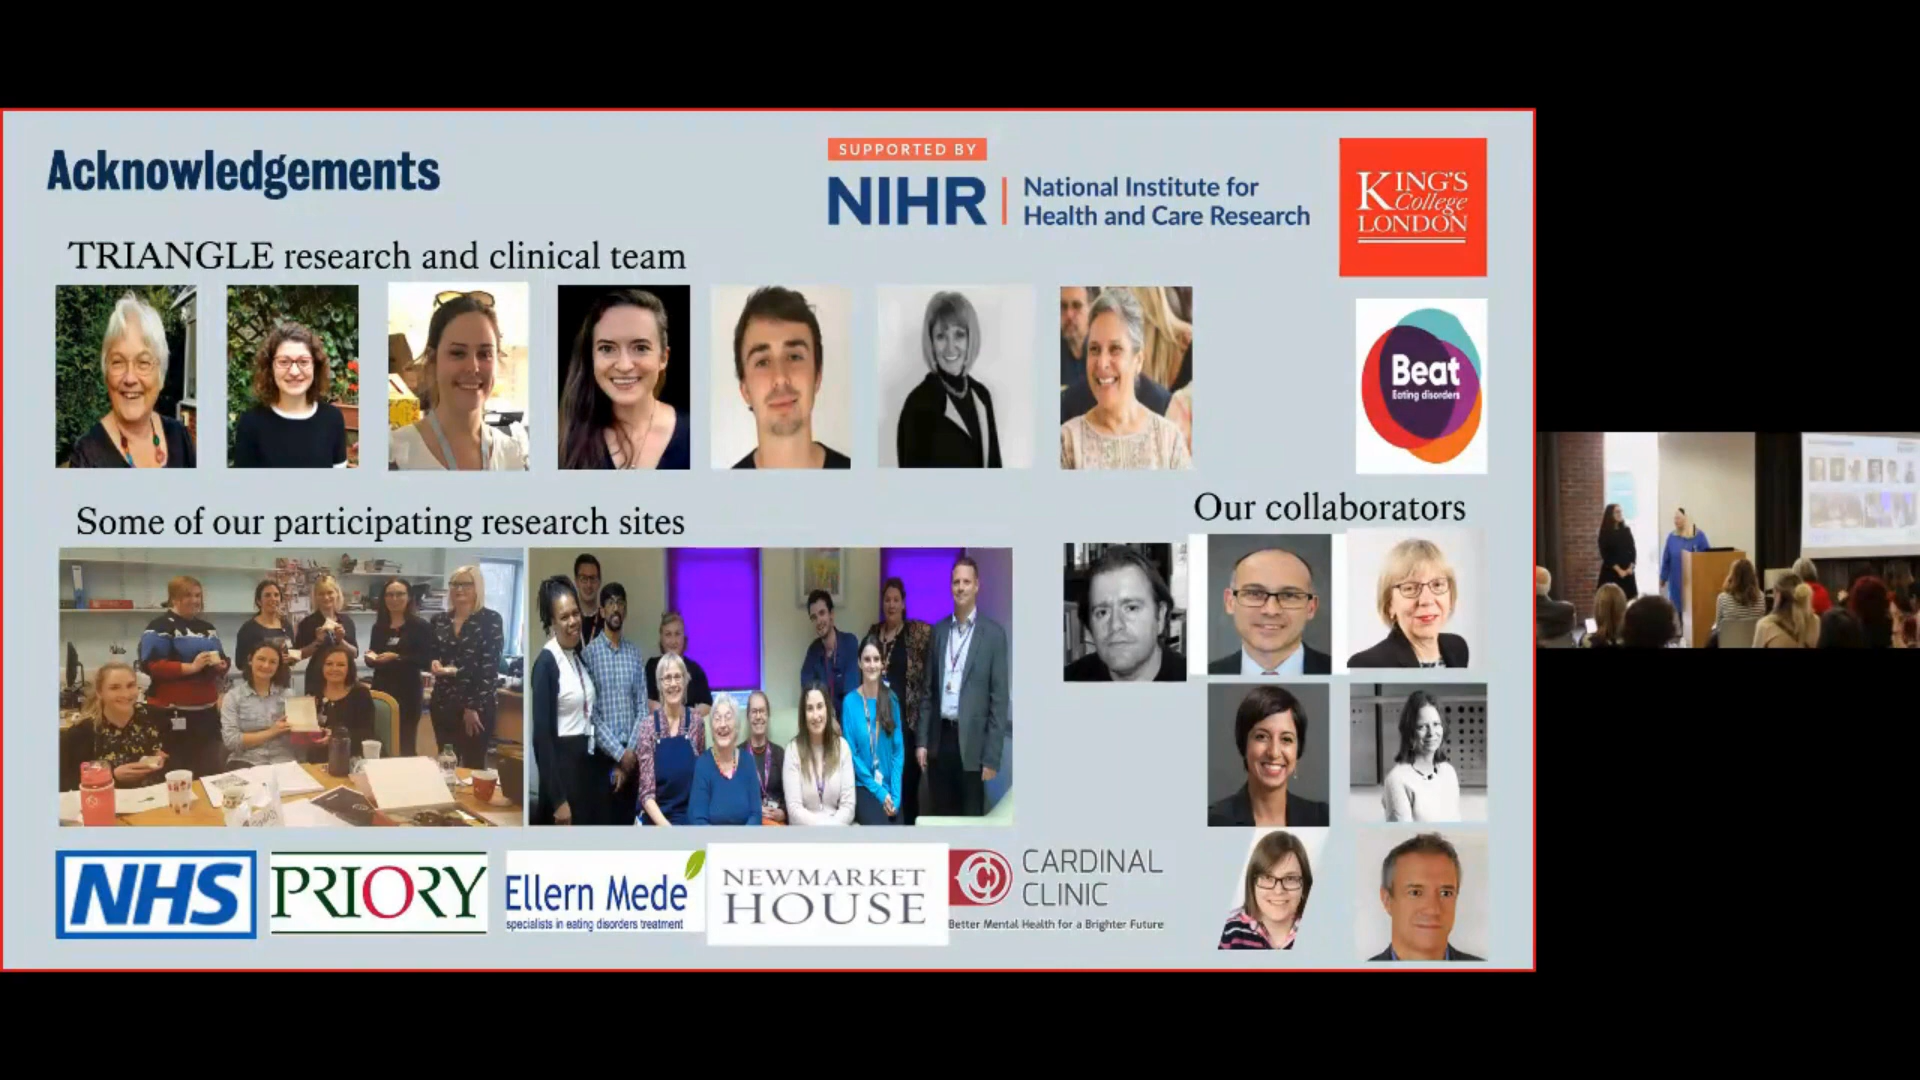 Acknowledgements
SUPPORTED BY
NIHR | National Institute for
Health and Care Research
KING'S
College
LONDON
TRIANGLE research and clinical team
Beat
Eating disorders
Some of our participating research sites
Our collaborators
NHS
PRIORY
Ellern Mede
specialists in eating disorders treatment
NEWMARKET
HOUSE
CARDINAL
CLINIC
Better Mental Health for a Brighter Future